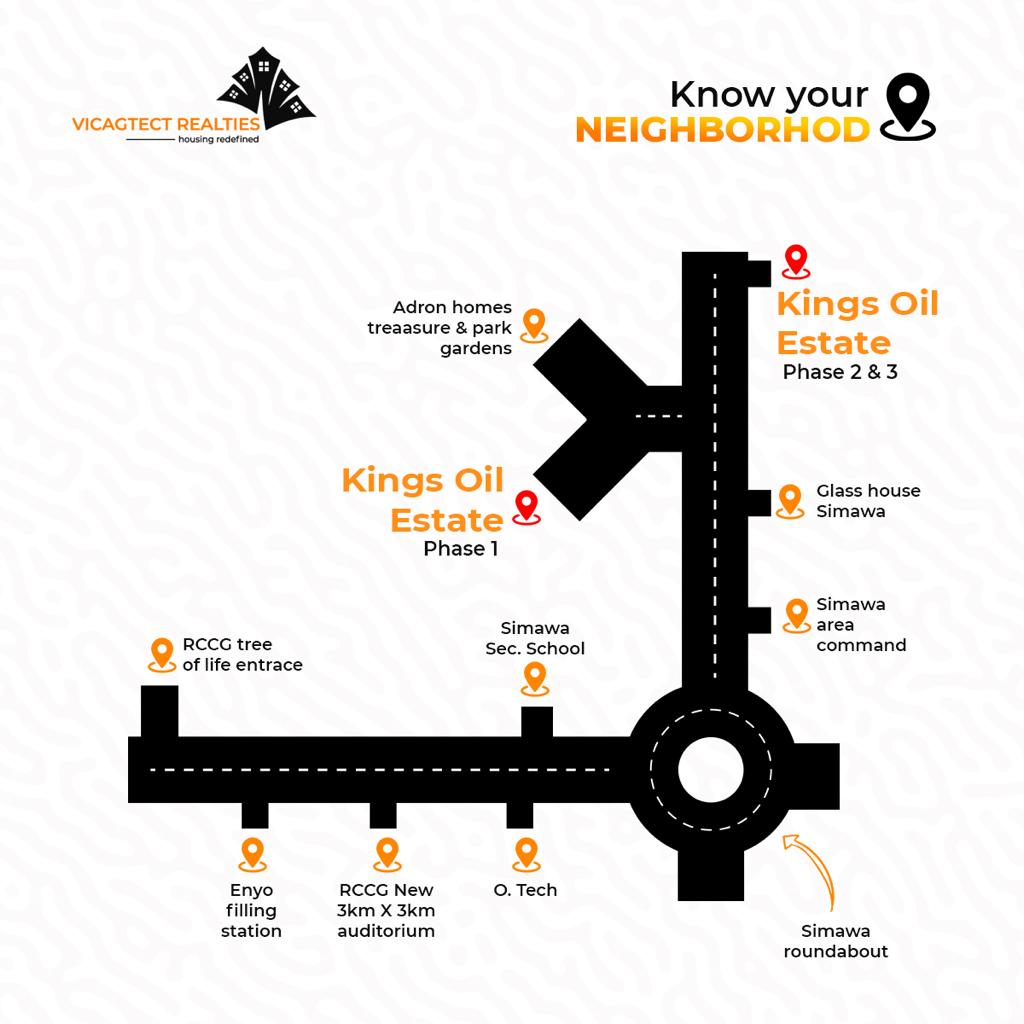 VICAGTECT REALTIES
housing redefined
Know your
NEIGHBORHOD
Kings Oil
Estate
Phase 2 & 3
Adron homes
treaasure & park
gardens
Kings Oil
Estate
Phase 1
Glass house
Simawa
Simawa
area
command
Simawa
Sec. School
RCCG tree
of life entrace
Enyo
filling
station
RCCG New
3km X 3km
auditorium
O. Tech
Simawa
roundabout